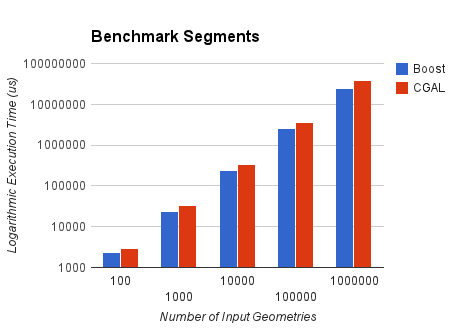 Benchmark Segments
Logarithmic Execution Time (us)
100000000
10000000
1000000
100000
10000
1000
100
1000
10000
100000
1000000
Number of Input Geometries
Boost
CGAL